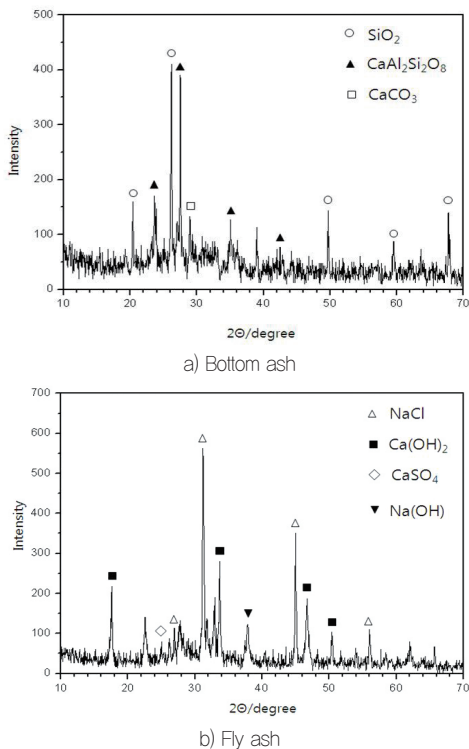 500
400
300
200
100
0
Intensity
SiO2
CaAl2Si2O8
CaCO3
10 20 30 40 50 60 70
2Θ/degree
a) Bottom ash
700
600
500
400
300
200
100
0
Intensity
NaCl
Ca(OH)2
CaSO4
Na(OH)
10 20 30 40 50 60 70
2Θ/degree
b) Fly ash